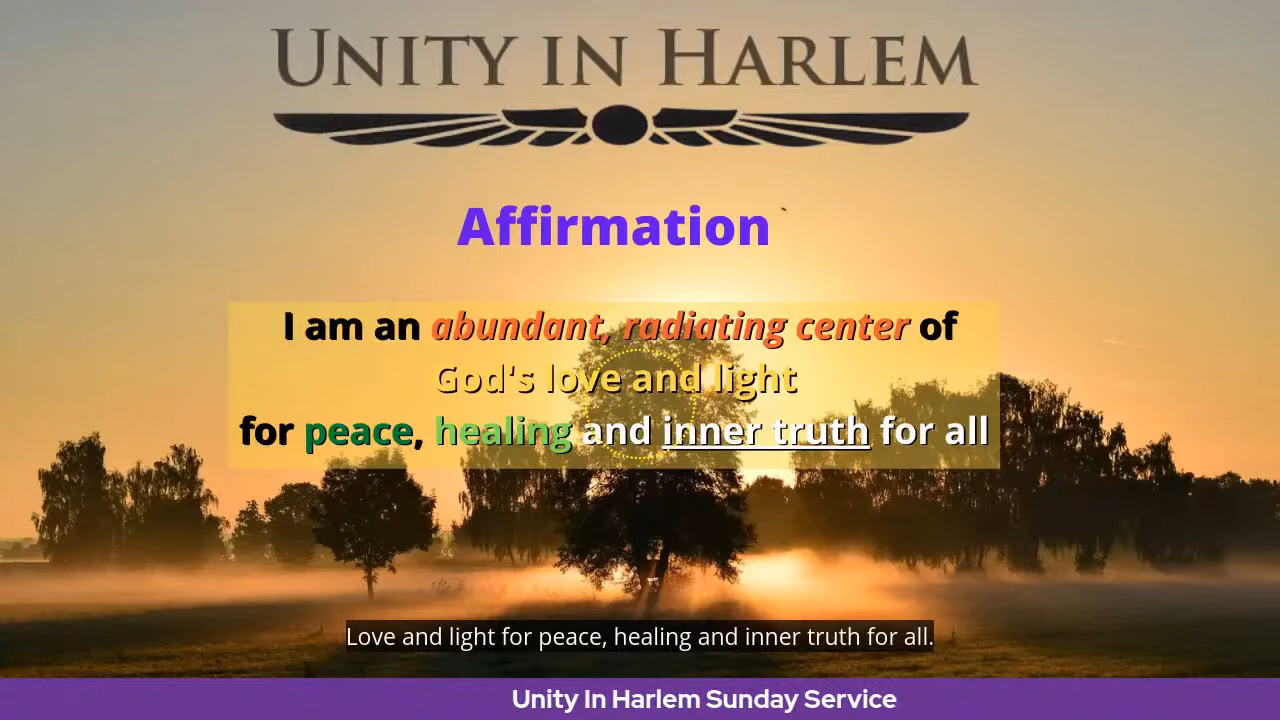 UNITY IN HARLEM
Affirmation
I am an abundant, radiating center of
God's love and light
for peace, healing and inner truth for all
Love and light for peace, healing and inner truth for all.
Unity In Harlem Sunday Service